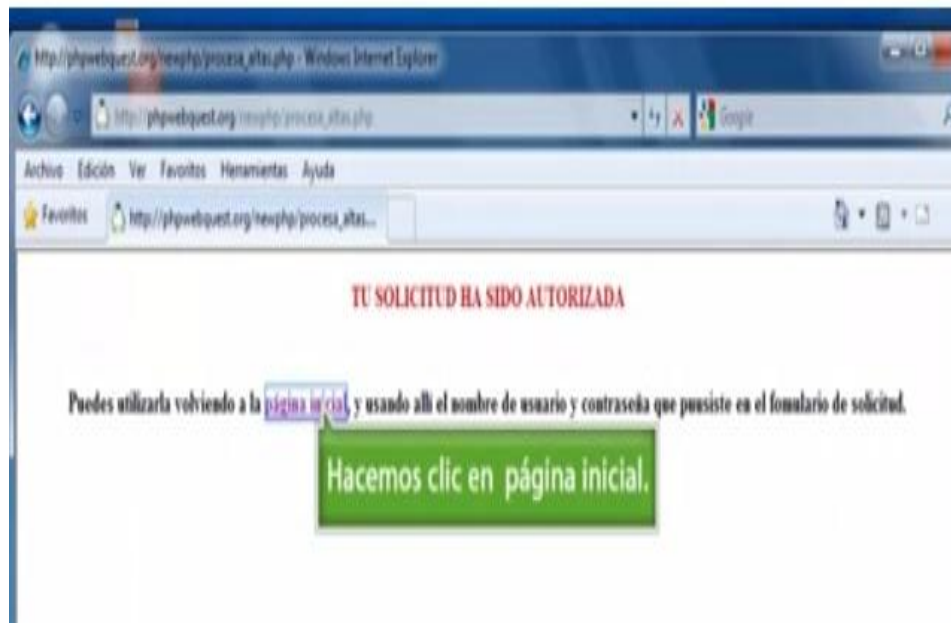 http://phpwebquest.org/newphp/procesa_altas.php - Windows Internet Explorer
http://phpwebquest.org/newphp/procesa_altas.php
Google
Archivo Edición Ver Favoritos Herramientas Ayuda
Favoritos http://phpwebquest.org/newphp/procesa_altas...
TU SOLICITUD HA SIDO AUTORIZADA
Puedes utilizarla volviendo a la página inicial, y usando alli el nombre de usuario y contraseña que puusiste en el fomulario de solicitud.
Hacemos clic en página inicial.